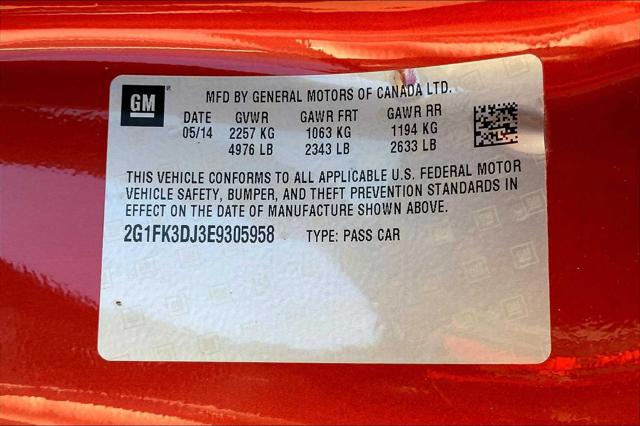 GM ®
MFD BY GENERAL MOTORS OF CANADA LTD.
DATE GVWR GAWR FRT GAWR RR
05/14 2257 KG 1063 KG 1194 KG
4976 LB 2343 LB 2633 LB
THIS VEHICLE CONFORMS TO ALL APPLICABLE U.S. FEDERAL MOTOR
VEHICLE SAFETY, BUMPER, AND THEFT PREVENTION STANDARDS IN
EFFECT ON THE DATE OF MANUFACTURE SHOWN ABOVE.
2G1FK3DJ3E9305958 TYPE: PASS CAR